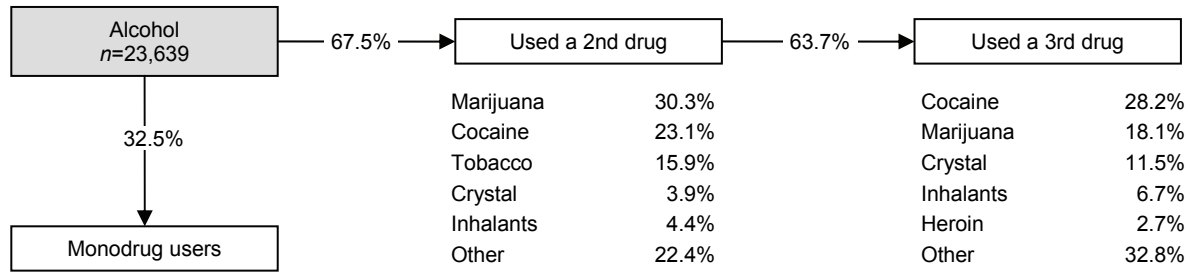 Alcohol
n=23,639
67.5%
Used a 2nd drug
63.7%
Used a 3rd drug
32.5%
Monodrug users
Marijuana 30.3%
Cocaine 23.1%
Tobacco 15.9%
Crystal 3.9%
Inhalants 4.4%
Other 22.4%
Cocaine 28.2%
Marijuana 18.1%
Crystal 11.5%
Inhalants 6.7%
Heroin 2.7%
Other 32.8%